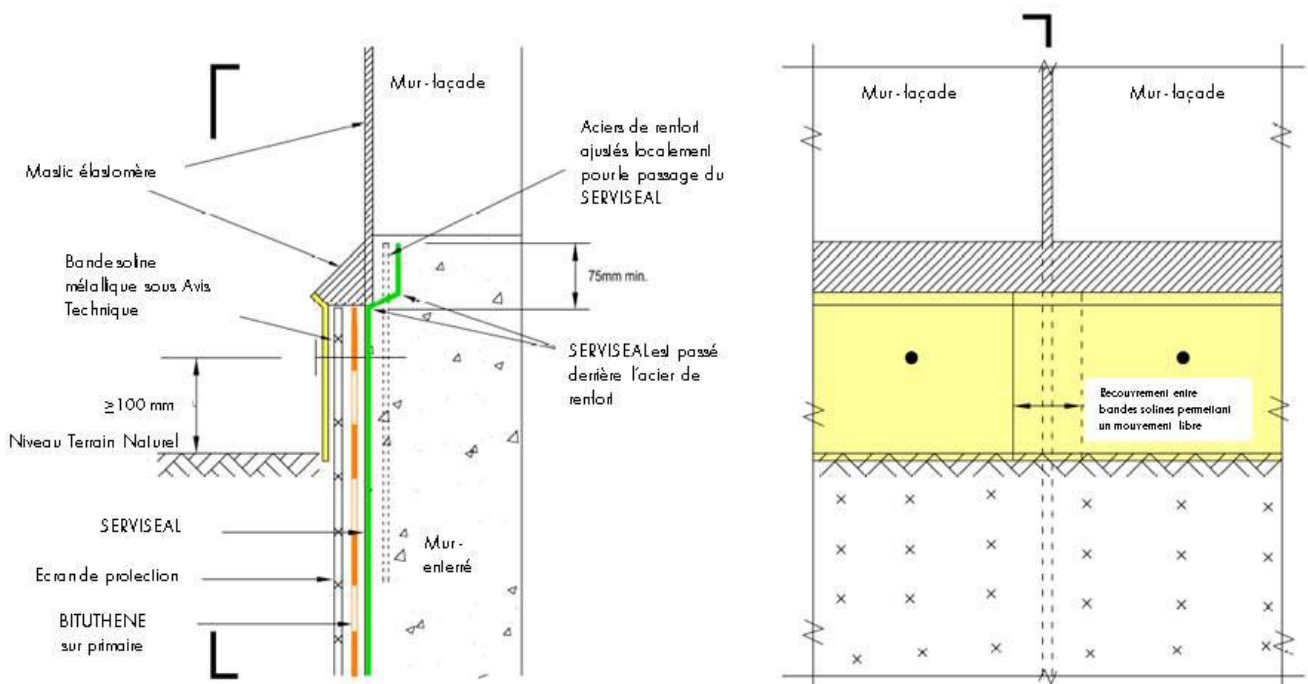 Mur-façade
Mastic élastomère
Aciers de renfort
ajustés localement
pour le passage du
SERVISEAL
Bande soline
métallique sous Avis
Technique
75mm min.
SERVISEAL est passé
derrière l'acier de
renfort
≥100 mm
Niveau Terrain Naturel
SERVISEAL
Ecran de protection
BITUTHENE
sur primaire
Mur-
enterré
Mur-façade
Mur-façade
Recouvrement entre
bandes solines permettant
un mouvement libre